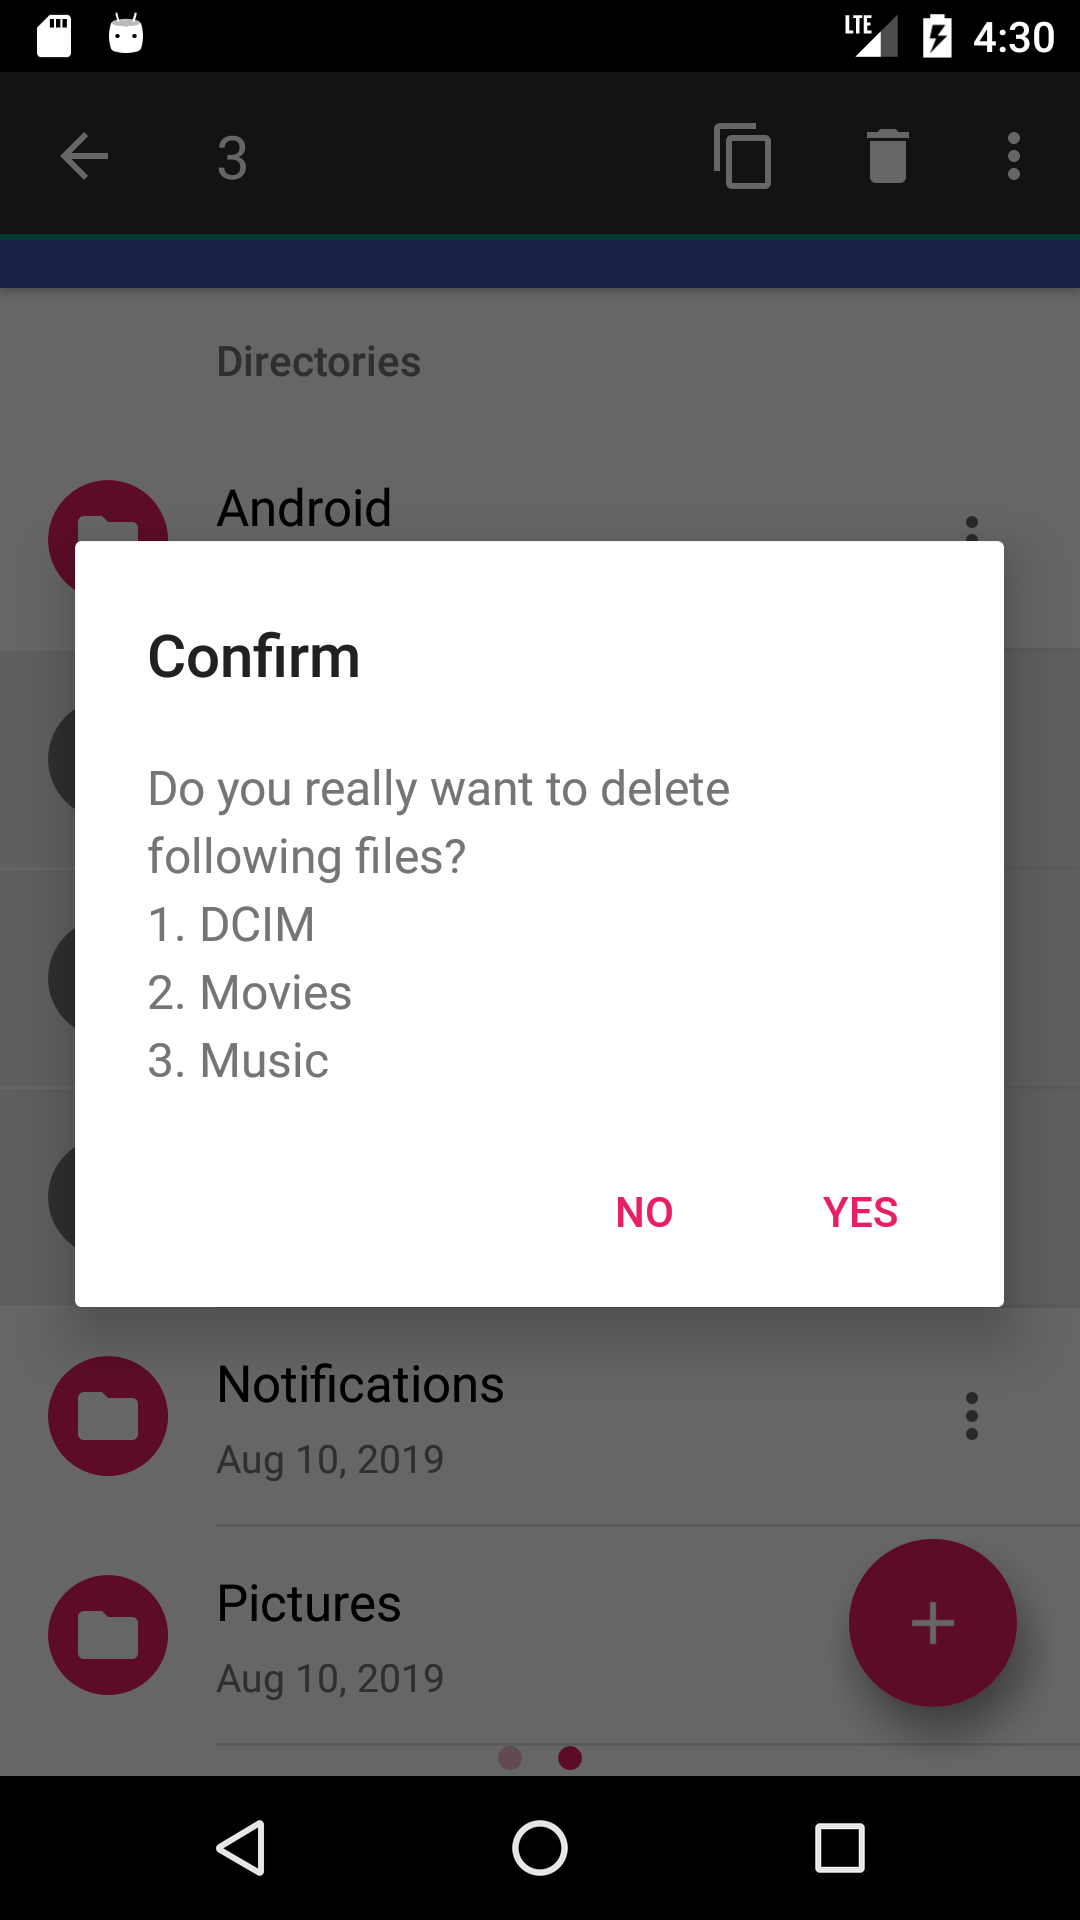 LTE 4:30
3
Directories
Android
Confirm
Do you really want to delete
following files?
1. DCIM
2. Movies
3. Music
NO YES
Notifications
Aug 10, 2019
Pictures
Aug 10, 2019